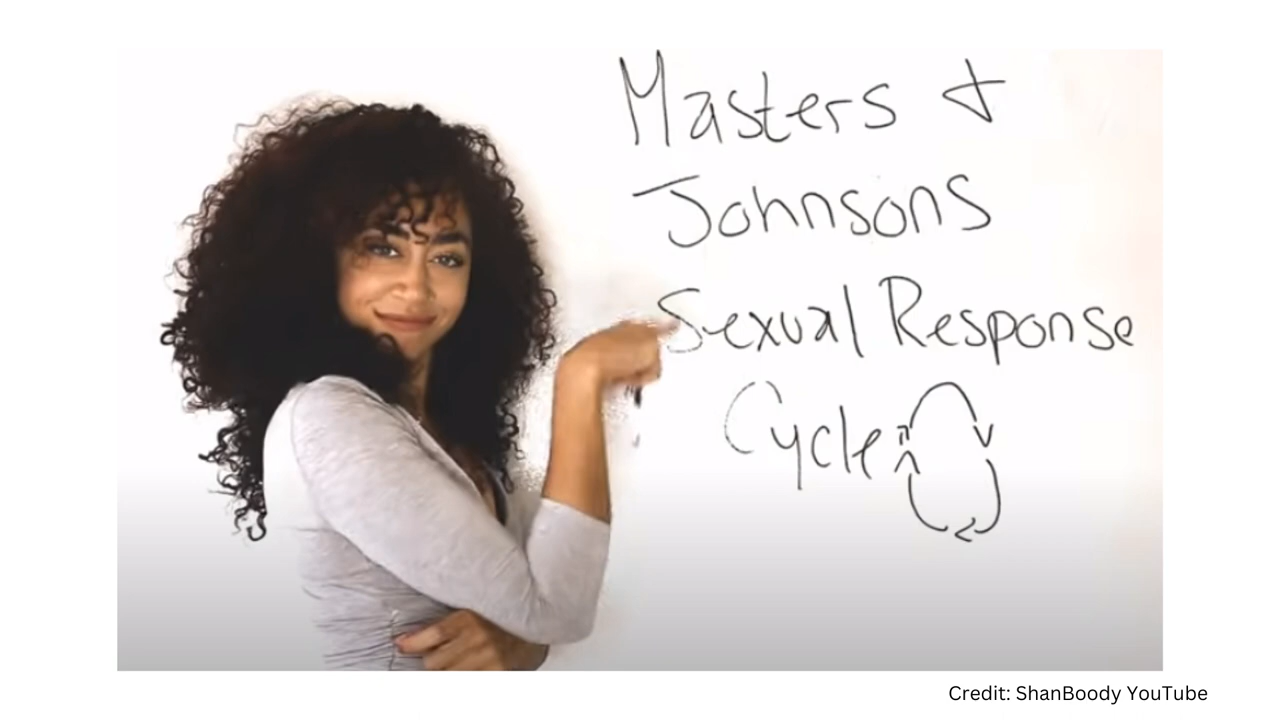 Masters &
Johnsons
Sexual Response
Cycle
Credit: ShanBoody YouTube